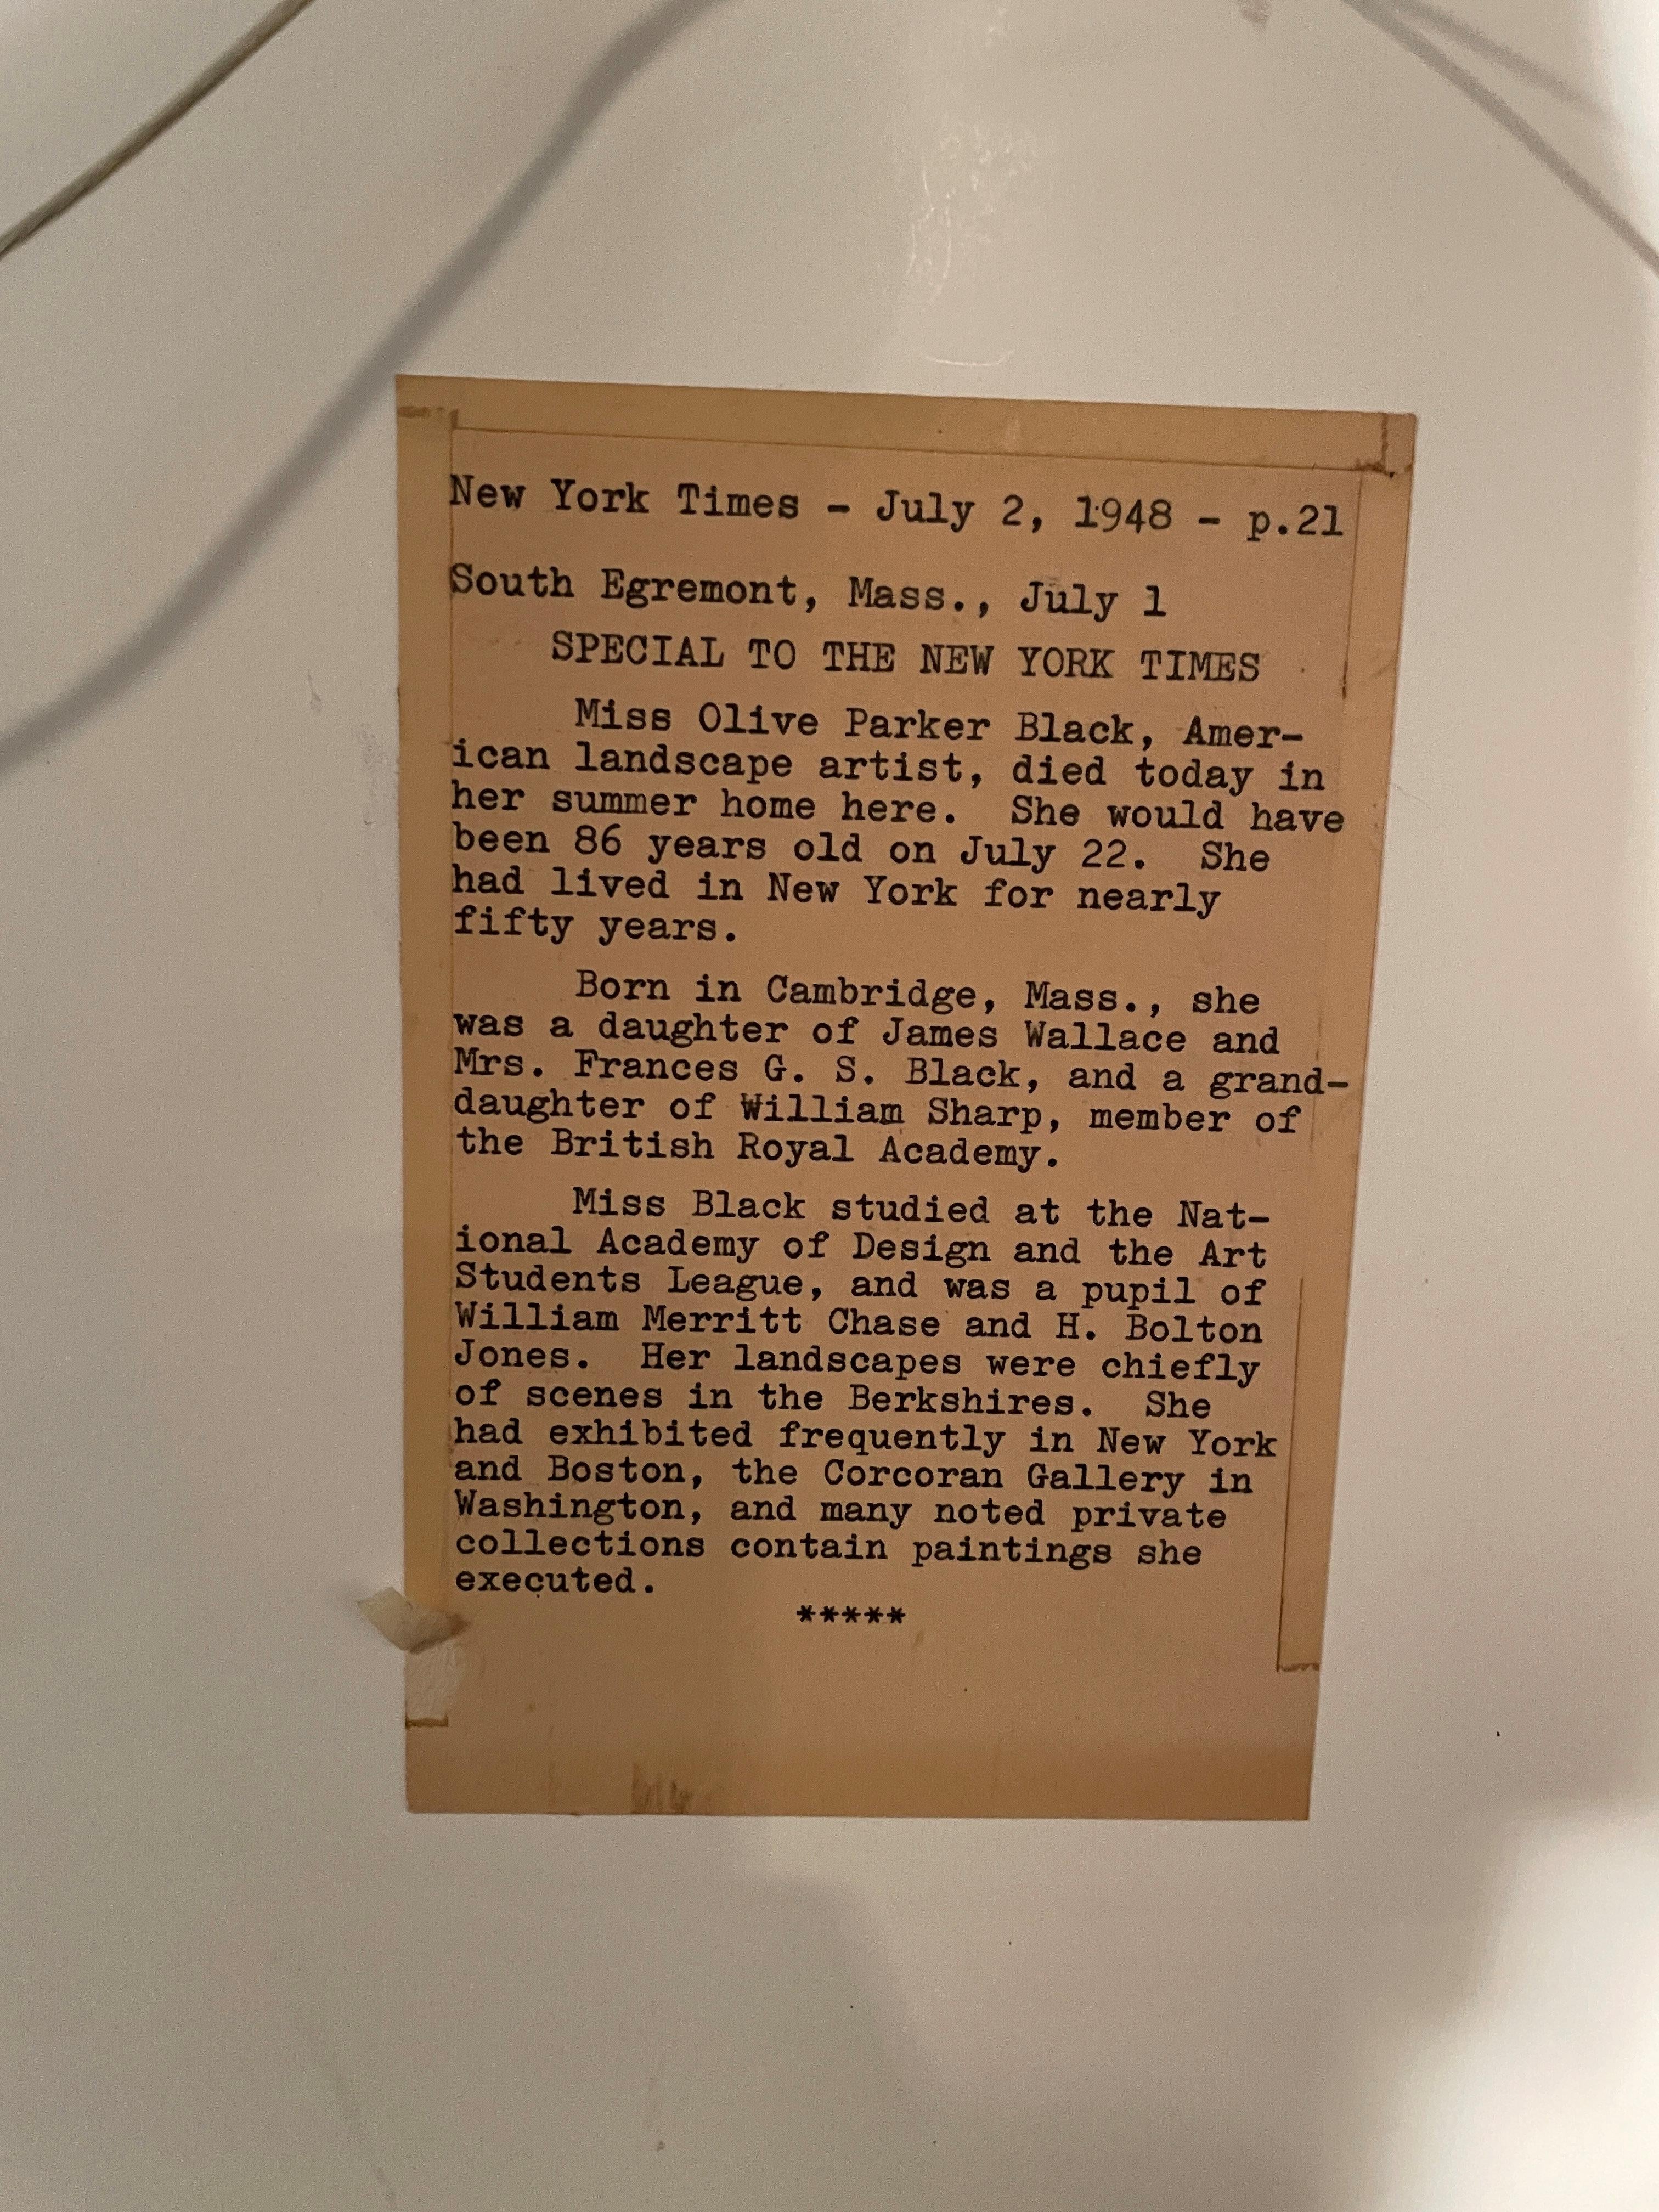 New York Times - July 2, 1948 - p.21
South Egremont, Mass., July 1
SPECIAL TO THE NEW YORK TIMES
Miss Olive Parker Black, Amer-
ican landscape artist, died today in
her summer home here. She would have
been 86 years old on July 22. She
had lived in New York for nearly
fifty years.
Born in Cambridge, Mass., she
was a daughter of James Wallace and
Mrs. Frances G. S. Black, and a grand-
daughter of William Sharp, member of
the British Royal Academy.
Miss Black studied at the Nat-
ional Academy of Design and the Art
Students League, and was a pupil of
William Merritt Chase and H. Bolton
Jones. Her landscapes were chiefly
of scenes in the Berkshires. She
had exhibited frequently in New York
and Boston, the Corcoran Gallery in
Washington, and many noted private
collections contain paintings she
executed.
*****